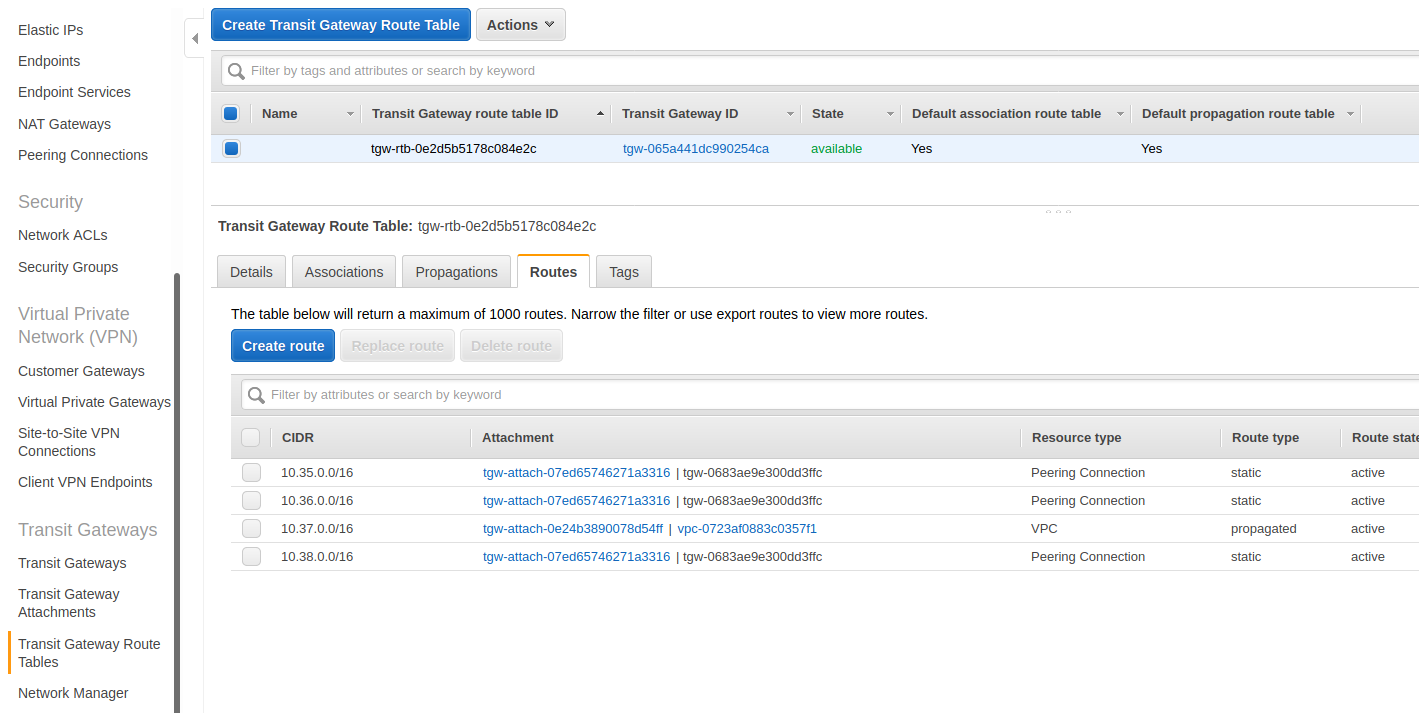 Elastic IPs
Endpoints
Endpoint Services
NAT Gateways
Peering Connections
Security
Network ACLs
Security Groups
Virtual Private
Network (VPN)
Customer Gateways
Virtual Private Gateways
Site-to-Site VPN
Connections
Client VPN Endpoints
Transit Gateways
Transit Gateways
Transit Gateway
Attachments
Transit Gateway Route
Tables
Network Manager
Create Transit Gateway Route Table Actions
Filter by tags and attributes or search by keyword
Name Transit Gateway route table ID Transit Gateway ID State Default association route table Default propagation route table
tgw-rtb-0e2d5b5178c084e2c tgw-065a441dc990254ca available Yes Yes
Transit Gateway Route Table: tgw-rtb-0e2d5b5178c084e2c
Details Associations Propagations Routes Tags
The table below will return a maximum of 1000 routes. Narrow the filter or use export routes to view more routes.
Create route Replace route Delete route
Filter by attributes or search by keyword
CIDR Attachment Resource type Route type Route state
10.35.0.0/16 tgw-attach-07ed65746271a3316 | tgw-0683ae9e300dd3ffc Peering Connection static active
10.36.0.0/16 tgw-attach-07ed65746271a3316 | tgw-0683ae9e300dd3ffc Peering Connection static active
10.37.0.0/16 tgw-attach-0e24b3890078d54ff | vpc-0723af0883c0357f1 VPC propagated active
10.38.0.0/16 tgw-attach-07ed65746271a3316 | tgw-0683ae9e300dd3ffc Peering Connection static active